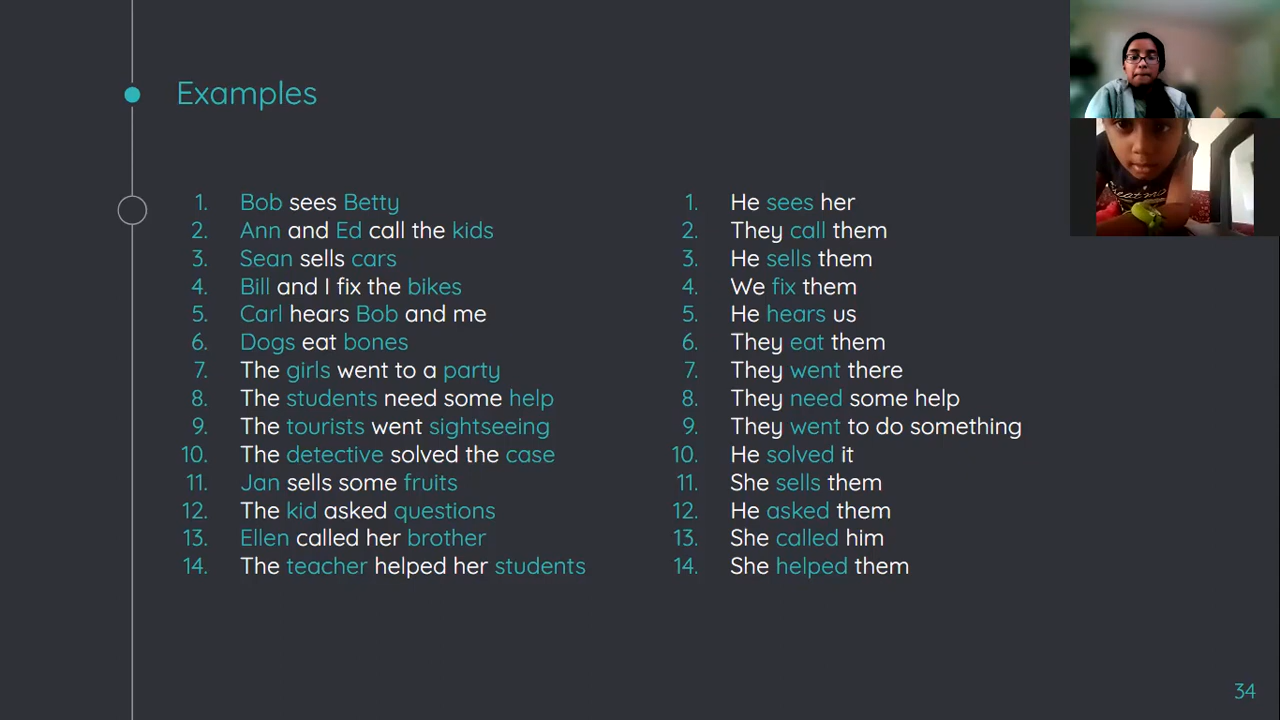 Examples
1. Bob sees Betty
2. Ann and Ed call the kids
3. Sean sells cars
4. Bill and I fix the bikes
5. Carl hears Bob and me
6. Dogs eat bones
7. The girls went to a party
8. The students need some help
9. The tourists went sightseeing
10. The detective solved the case
11. Jan sells some fruits
12. The kid asked questions
13. Ellen called her brother
14. The teacher helped her students
1. He sees her
2. They call them
3. He sells them
4. We fix them
5. He hears us
6. They eat them
7. They went there
8. They need some help
9. They went to do something
10. He solved it
11. She sells them
12. He asked them
13. She called him
14. She helped them
34